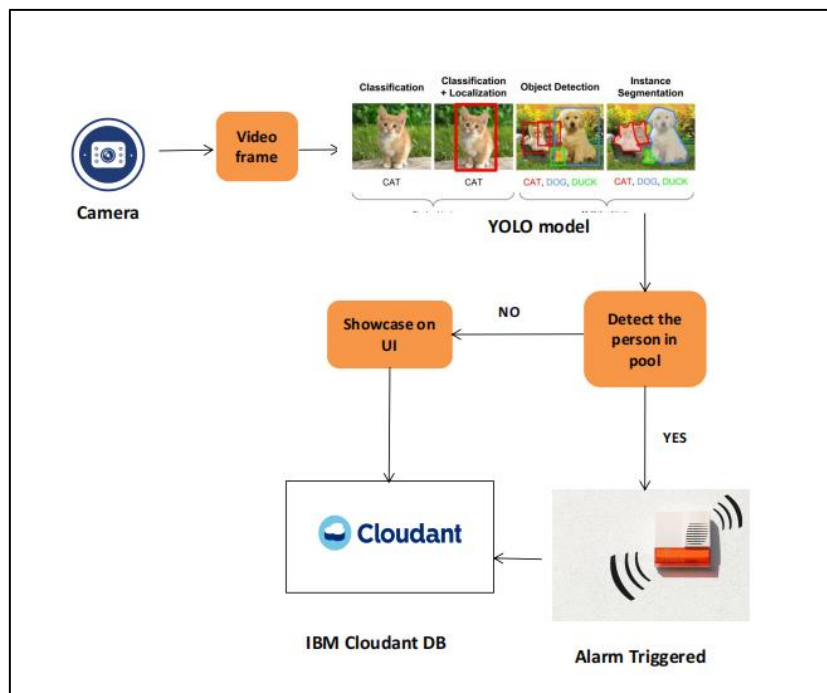 Classification
Classification
+ Localization
Object Detection
Instance
Segmentation
CAT
CAT
CAT, DOG, DUCK
CAT, DOG, DUCK
Camera
Video
frame
YOLO model
NO
Showcase on
UI
Detect the
person in
pool
YES
Cloudant
IBM Cloudant DB
Alarm Triggered